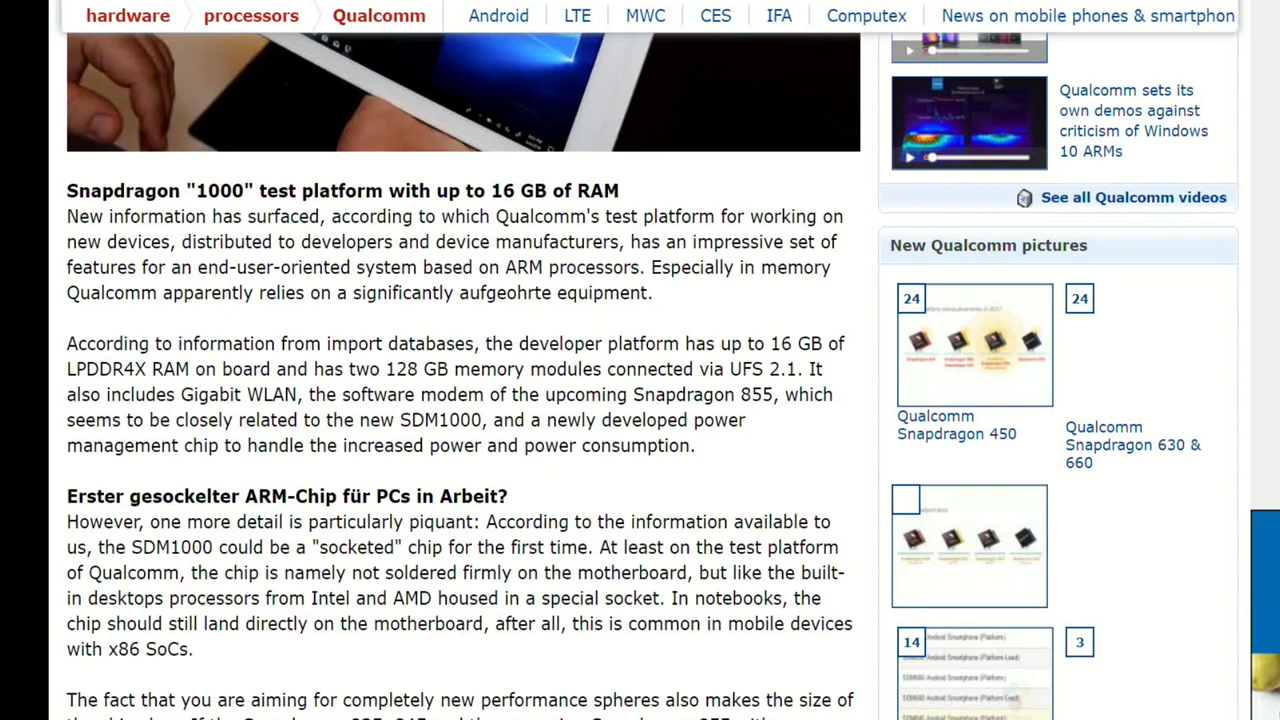 hardware processors Qualcomm Android LTE MWC CES IFA Computex News on mobile phones & smartphon
Snapdragon "1000" test platform with up to 16 GB of RAM
New information has surfaced, according to which Qualcomm's test platform for working on
new devices, distributed to developers and device manufacturers, has an impressive set of
features for an end-user-oriented system based on ARM processors. Especially in memory
Qualcomm apparently relies on a significantly aufgeohrte equipment.
According to information from import databases, the developer platform has up to 16 GB of
LPDDR4X RAM on board and has two 128 GB memory modules connected via UFS 2.1. It
also includes Gigabit WLAN, the software modem of the upcoming Snapdragon 855, which
seems to be closely related to the new SDM1000, and a newly developed power
management chip to handle the increased power and power consumption.
Erster gesockelter ARM-Chip für PCs in Arbeit?
However, one more detail is particularly piquant: According to the information available to
us, the SDM1000 could be a "socketed" chip for the first time. At least on the test platform
of Qualcomm, the chip is namely not soldered firmly on the motherboard, but like the built-
in desktops processors from Intel and AMD housed in a special socket. In notebooks, the
chip should still land directly on the motherboard, after all, this is common in mobile devices
with x86 SoCs.
The fact that you are aiming for completely new performance spheres also makes the size of
Qualcomm sets its
own demos against
criticism of Windows
10 ARMs
See all Qualcomm videos
New Qualcomm pictures
24
24
Qualcomm
Snapdragon 450
Qualcomm
Snapdragon 630 &
660
14
Android Smartphone (Platform)
Android Smartphone (Platform Lead)
Android Smartphone (Platform)
Android Smartphone (Platform Lead)
3